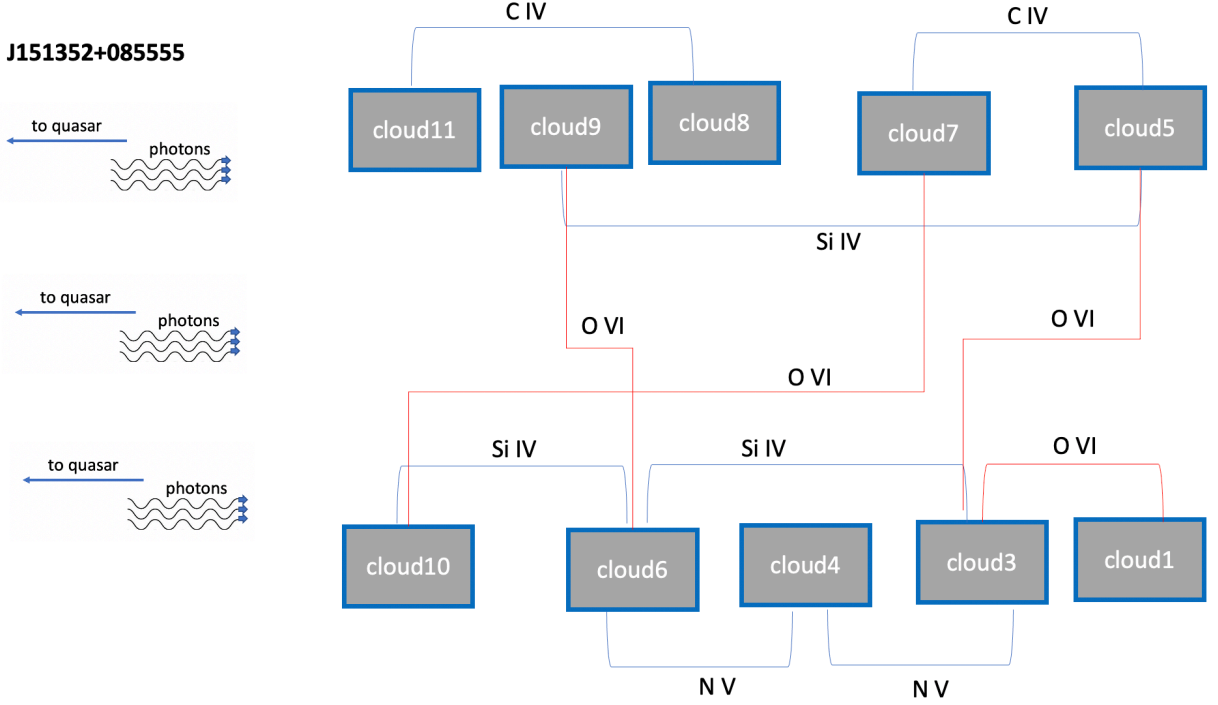 C IV
C IV
J151352+085555
cloud11
cloud9
cloud8
cloud7
cloud5
to quasar
photons
Si IV
to quasar
photons
O VI
O VI
O VI
Si IV
Si IV
O VI
to quasar
photons
cloud10
cloud6
cloud4
cloud3
cloud1
N V
N V